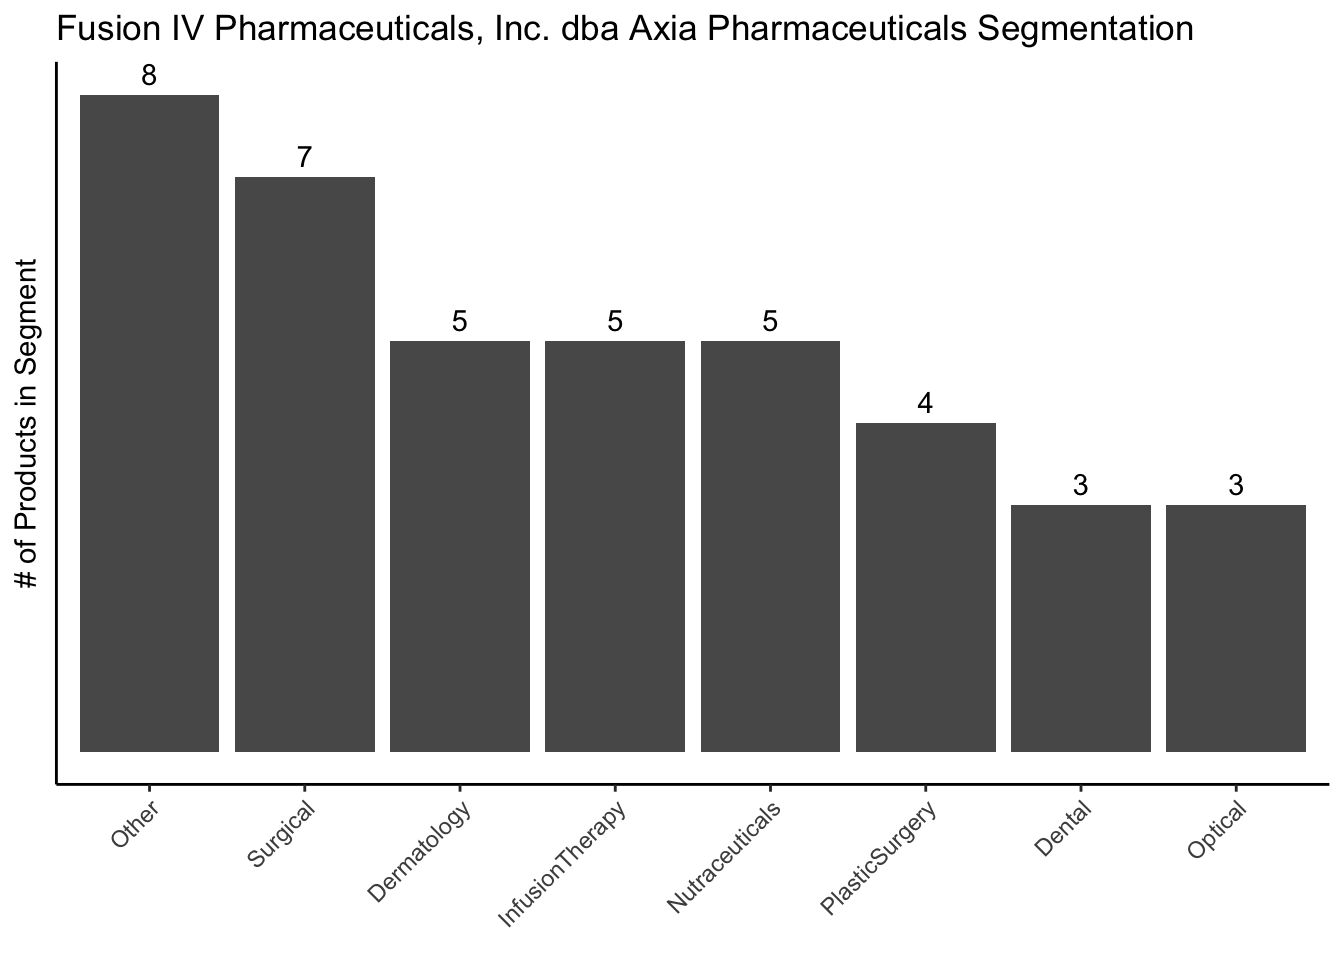 Fusion IV Pharmaceuticals, Inc. dba Axia Pharmaceuticals Segmentation
# of Products in Segment
8
7
5
5
5
4
3
3
Other
Surgical
Dermatology
InfusionTherapy
Nutraceuticals
PlasticSurgery
Dental
Optical